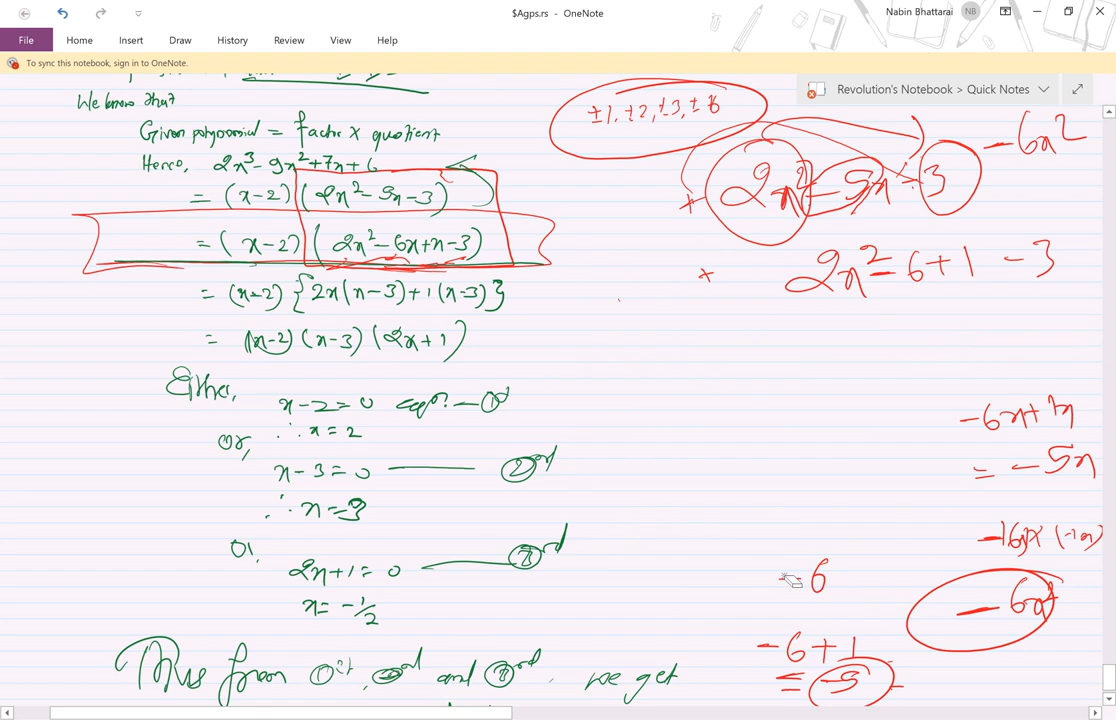 $Agps.rs - OneNote
Nabin Bhattarai NB
File Home Insert Draw History Review View Help
To sync this notebook, sign in to OneNote.
Revolution's Notebook > Quick Notes
We know that
Given polynomial = factor x quotient
Hence, 2x³-9x²+7x+6
= (x-2) (2x²-5x-3)
= (x-2) (2x²-6x+x-3)
= (x-2) {2x(x-3)+1(x-3)}
= (x-2) (x-3) (2x+1)
Either,
x-2=0 eqn. — 1st
∴ x=2
Or,
x-3=0 — 2nd
∴ x=3
Or,
2x+1=0 — 3rd
x= -1/2
Thus from 1st, 2nd and 3rd, we get
±1, ±2, ±3, ±6
-6x²
2x²-5x-3
2x²-6+1-3
-6x+1x
= -5x
-6x²
-6
-6+1
= -5